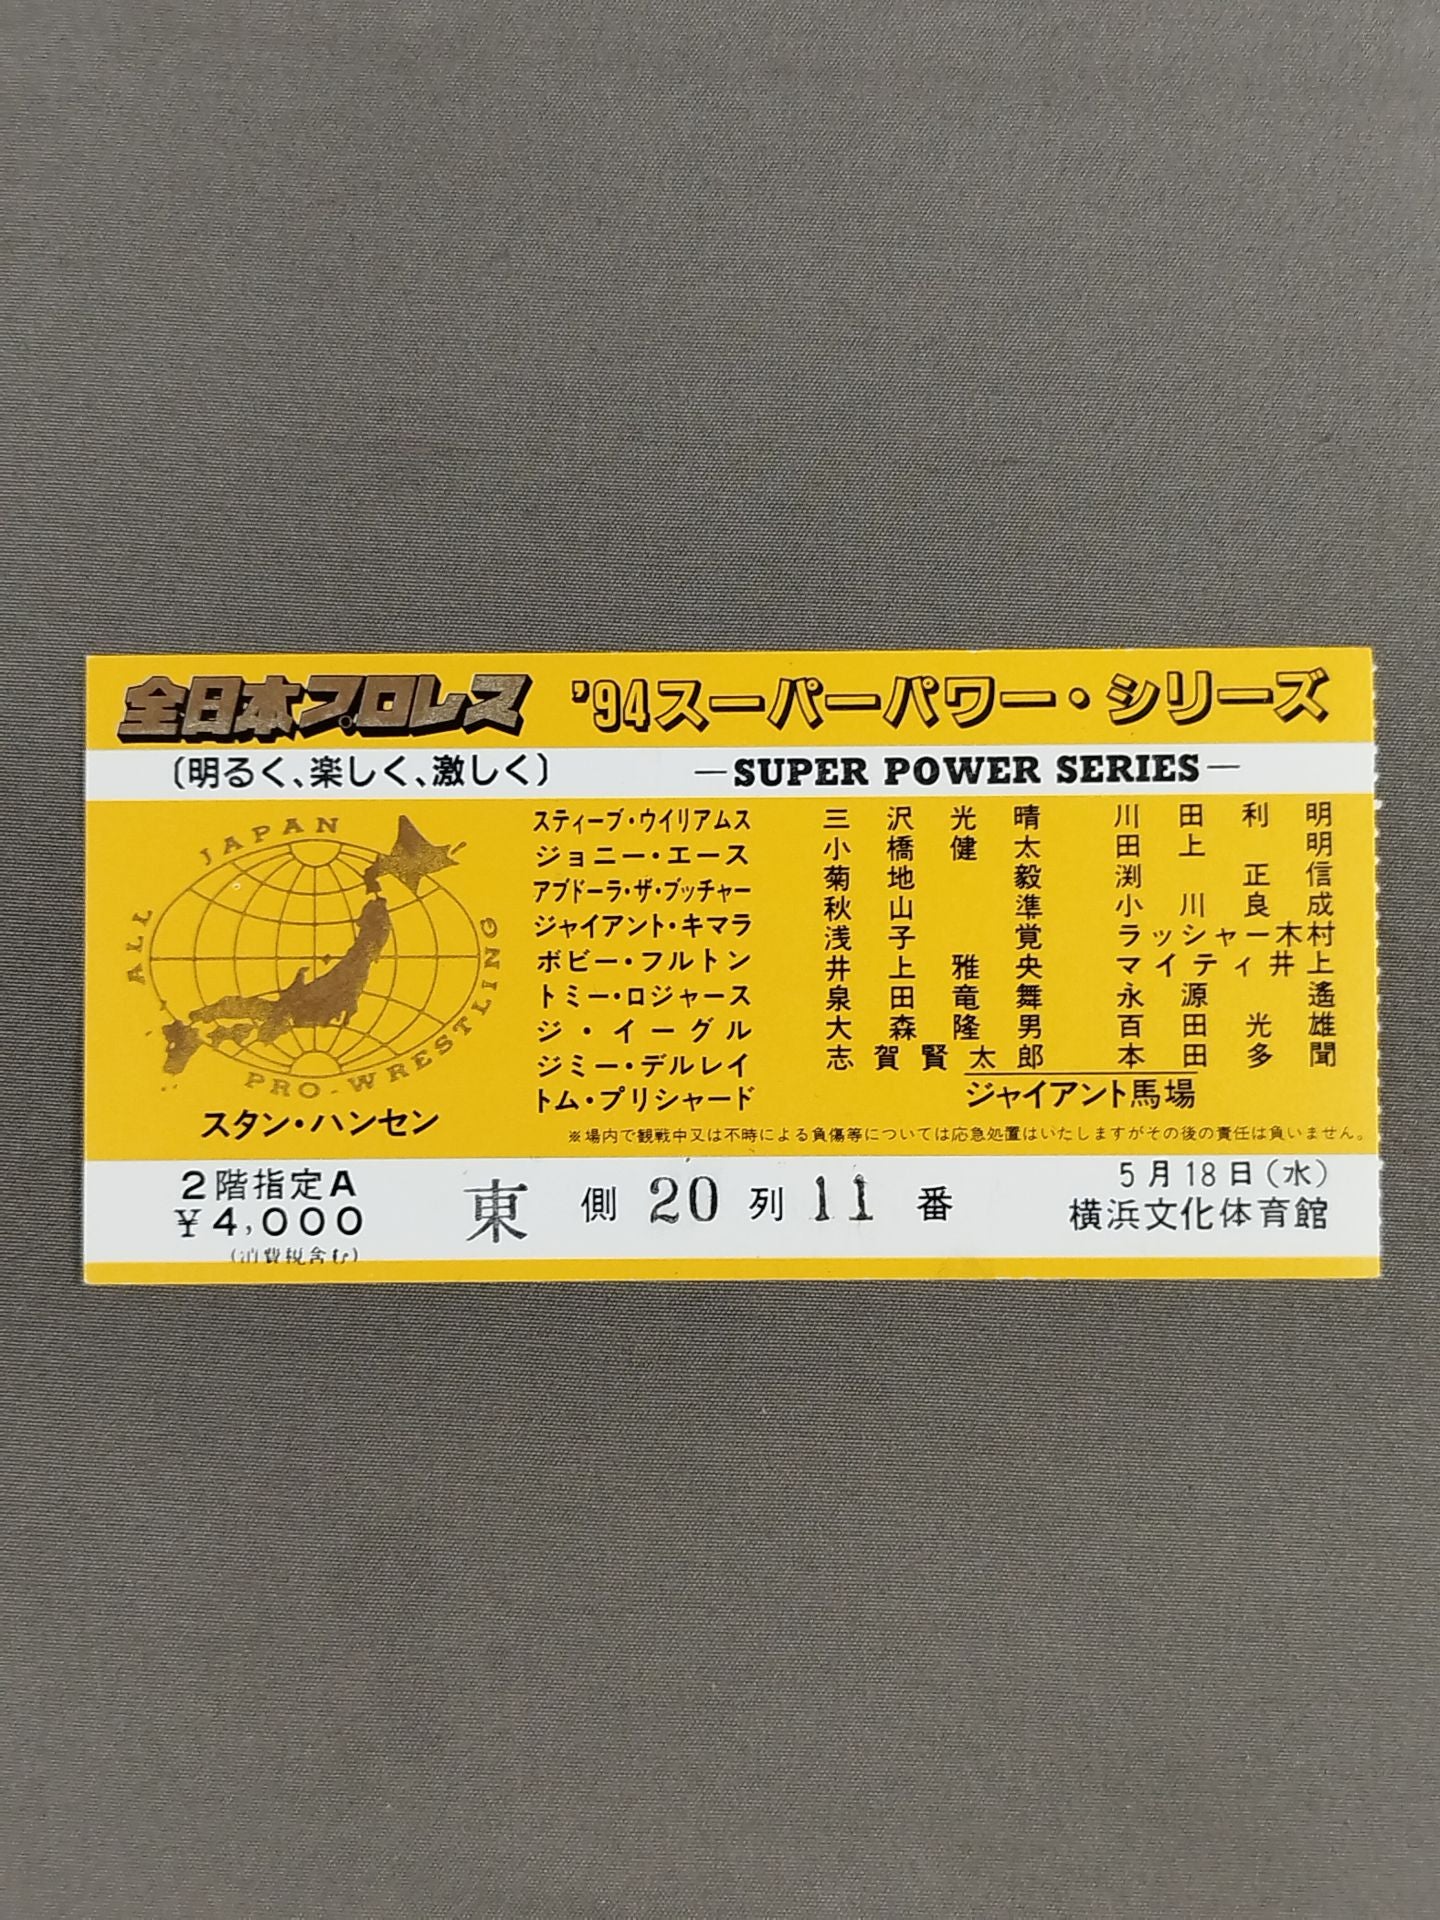 全日本プロレス
'94スーパーパワー・シリーズ
〔明るく、楽しく、激しく〕
—SUPER POWER SERIES—
ALL JAPAN PRO-WRESTLING
スタン・ハンセン
スティーブ・ウイリアムス
ジョニー・エース
アブドーラ・ザ・ブッチャー
ジャイアント・キマラ
ボビー・フルトン
トミー・ロジャース
ジ・イーグル
ジミー・デルレイ
トム・プリシャード
三沢光晴
小橋健太
菊地毅
秋山準
浅子覚
井上雅央
泉田竜舞
大森隆男
志賀賢太郎
川田利明
田上明
渕正信
小川良成
ラッシャー木村
マイティ井上
永源遙
百田光雄
本田多聞
ジャイアント馬場
※場内で観戦中又は不時による負傷等については応急処置はいたしますがその後の責任は負いません。
2階指定A
¥4,000
(消費税含む)
東側20列11番
5月18日(水)
横浜文化体育館